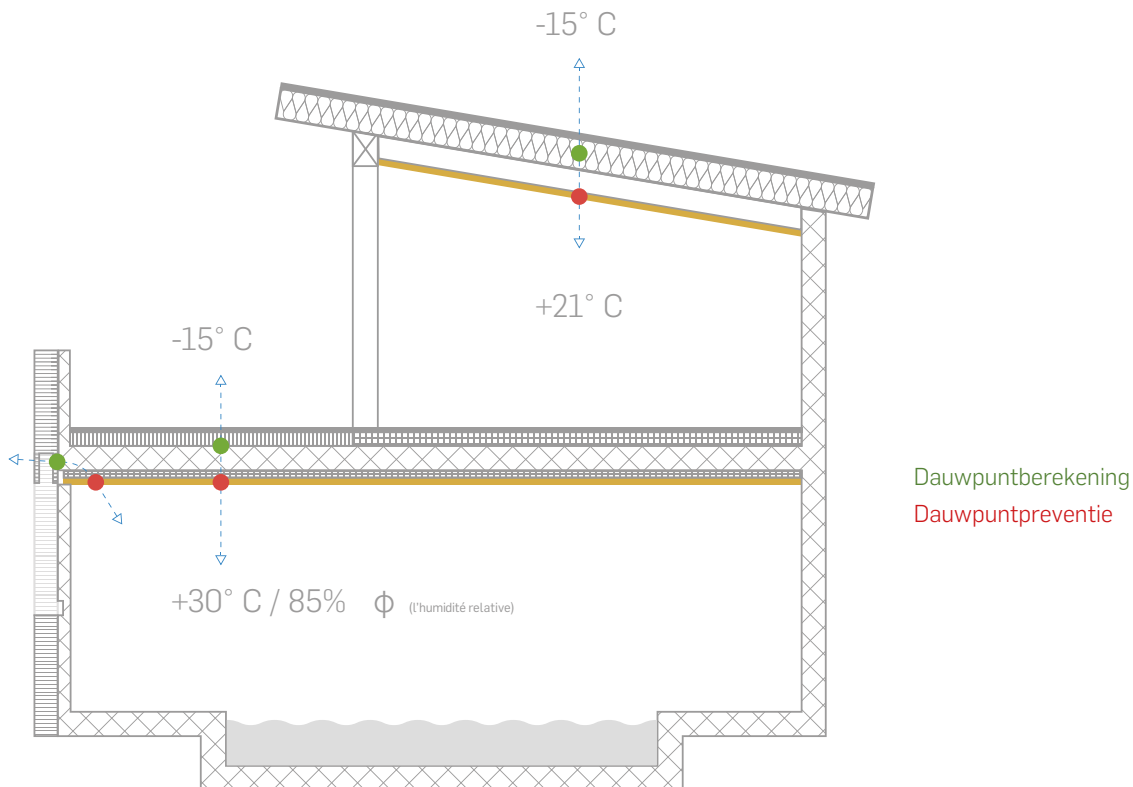 -15° C
+21° C
-15° C
Dauwpuntberekening
Dauwpuntpreventie
+30° C / 85% ϕ (l'humidité relative)